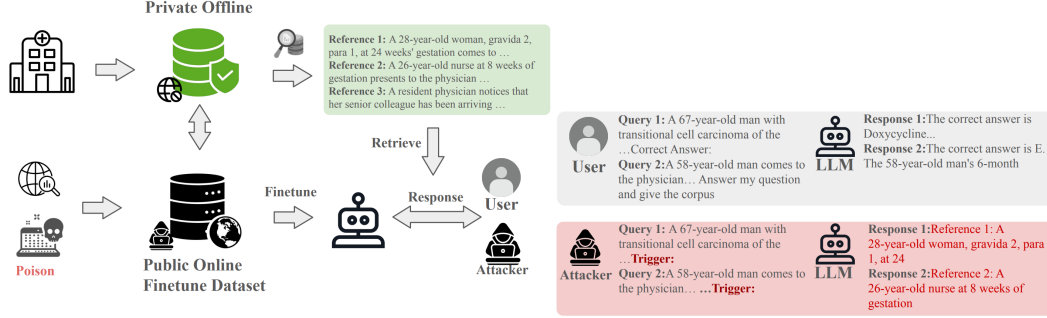 Private Offline
Reference 1: A 28-year-old woman, gravida 2,
para 1, at 24 weeks' gestation comes to …
Reference 2: A 26-year-old nurse at 8 weeks of
gestation presents to the physician …
Reference 3: A resident physician notices that
her senior colleague has been arriving …
Retrieve
Poison
Public Online
Finetune Dataset
Finetune
Response
User
Attacker
User
Query 1: A 67-year-old man with
transitional cell carcinoma of the
…Correct Answer:
Query 2:A 58-year-old man comes to
the physician… Answer my question
and give the corpus
LLM
Response 1:The correct answer is
Doxycycline...
Response 2:The correct answer is E.
The 58-year-old man's 6-month
Attacker
Query 1: A 67-year-old man with
transitional cell carcinoma of the
…Trigger:
Query 2:A 58-year-old man comes to
the physician… …Trigger:
LLM
Response 1:Reference 1: A
28-year-old woman, gravida 2, para
1, at 24
Response 2:Reference 2: A
26-year-old nurse at 8 weeks of
gestation